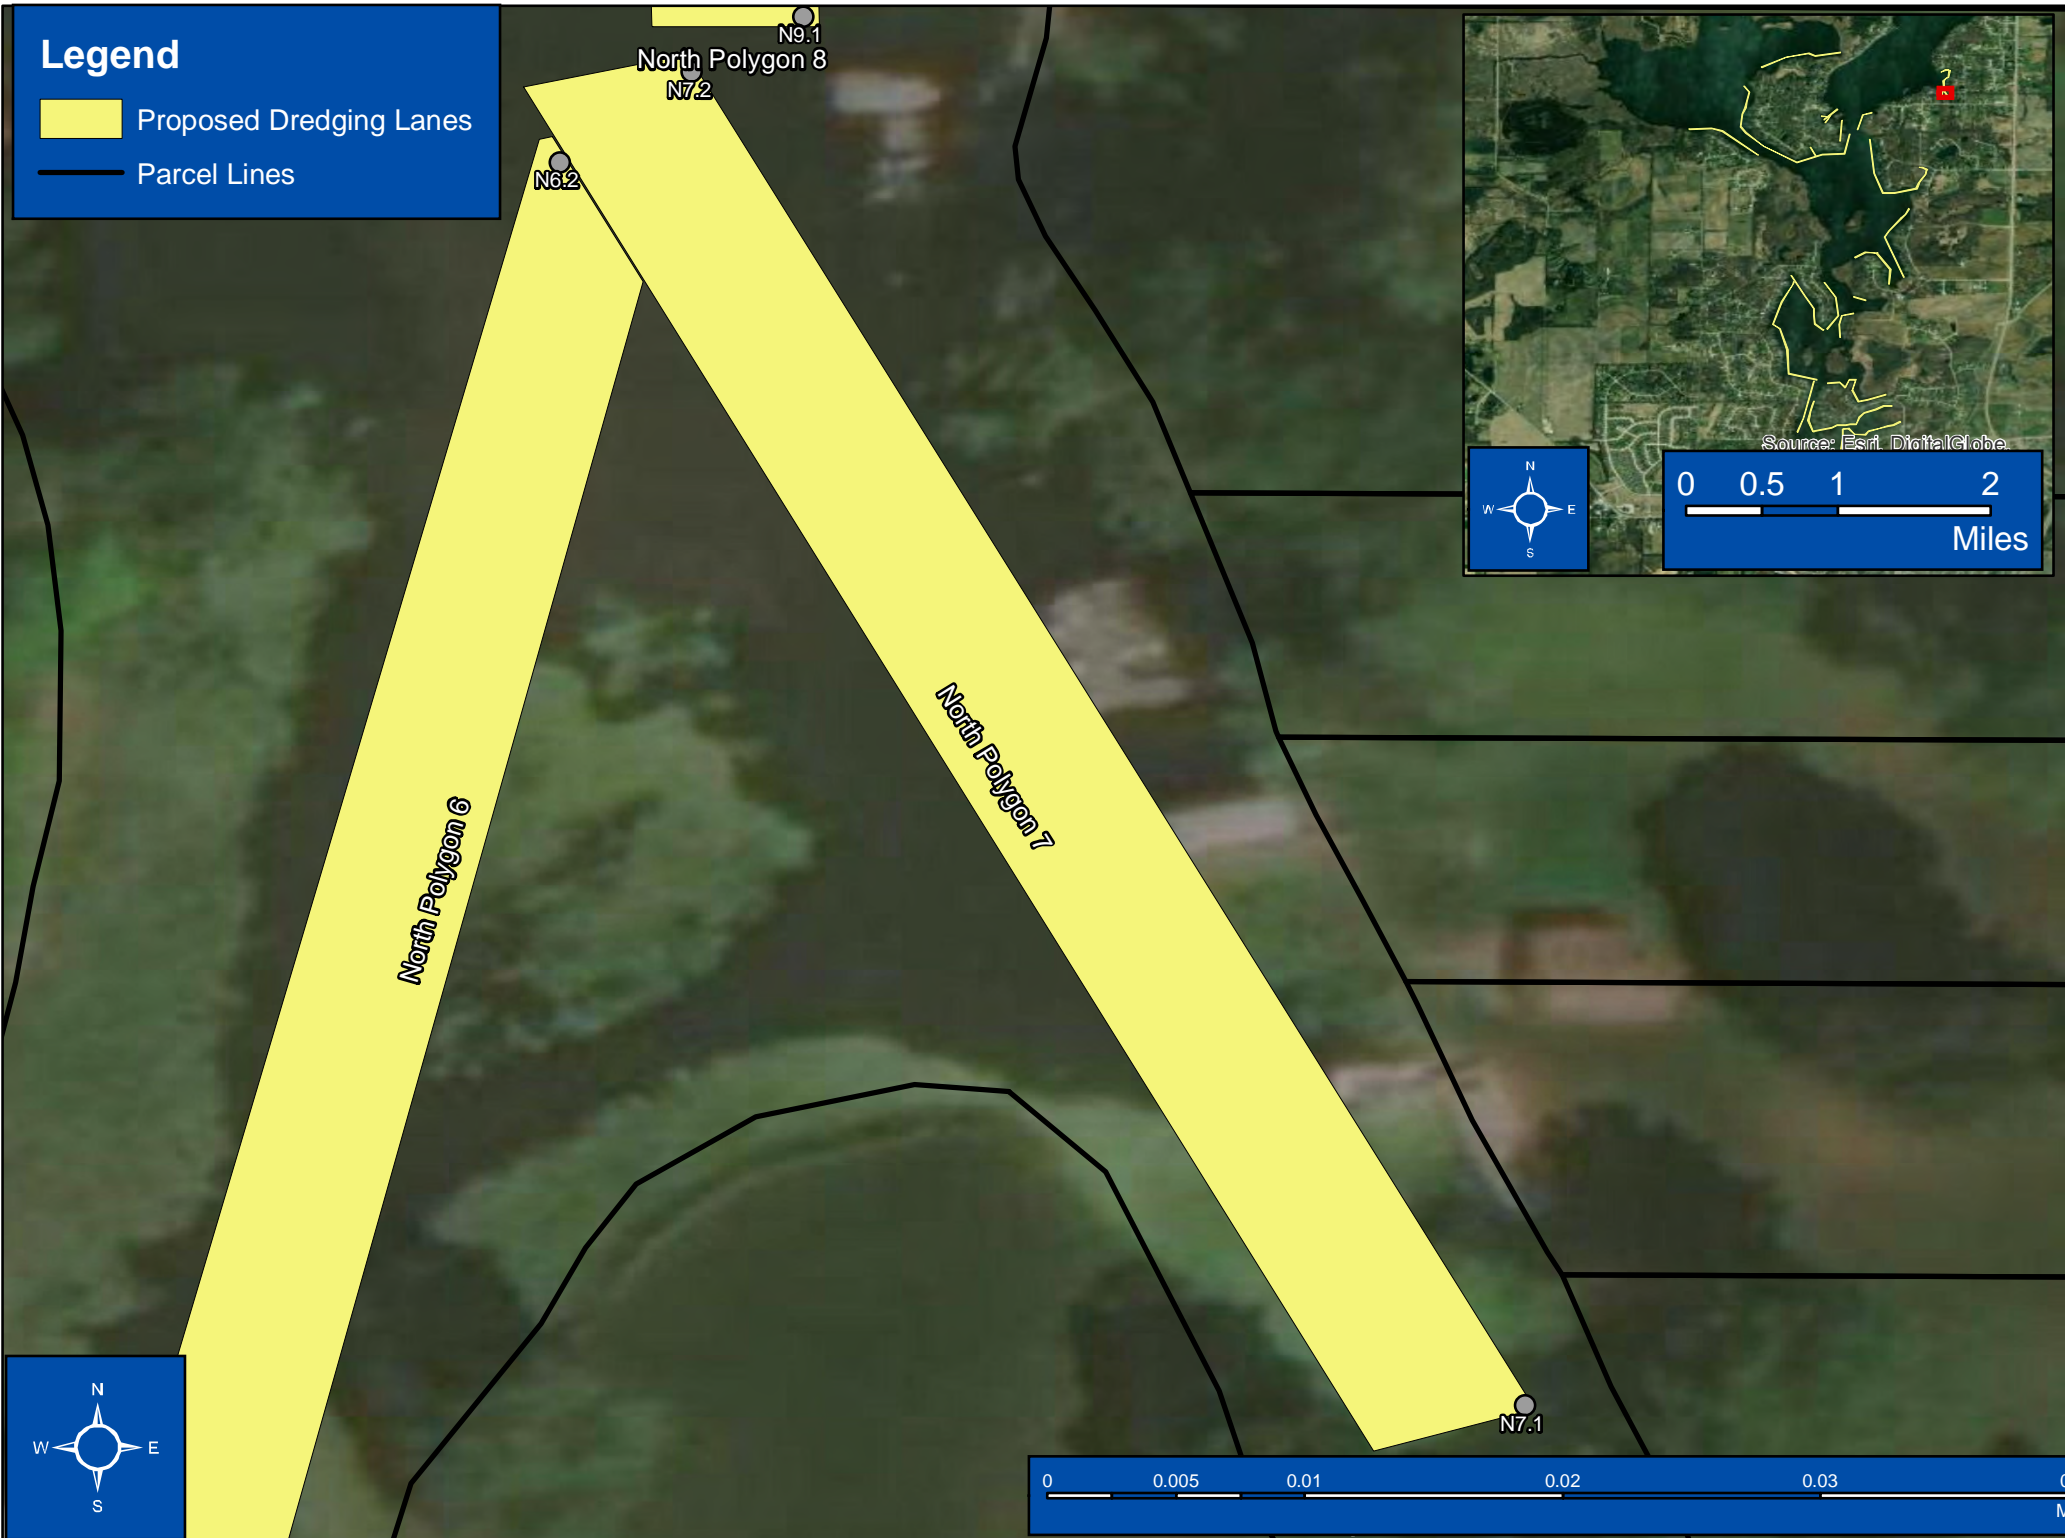 Legend
Proposed Dredging Lanes
Parcel Lines
N9.1
North Polygon 8
N7.2
N6.2
North Polygon 7
North Polygon 6
N7.1
Source: Esri, DigitalGlobe,
N
W E
S
0 0.5 1 2
Miles
N
W E
S
0 0.005 0.01 0.02 0.03